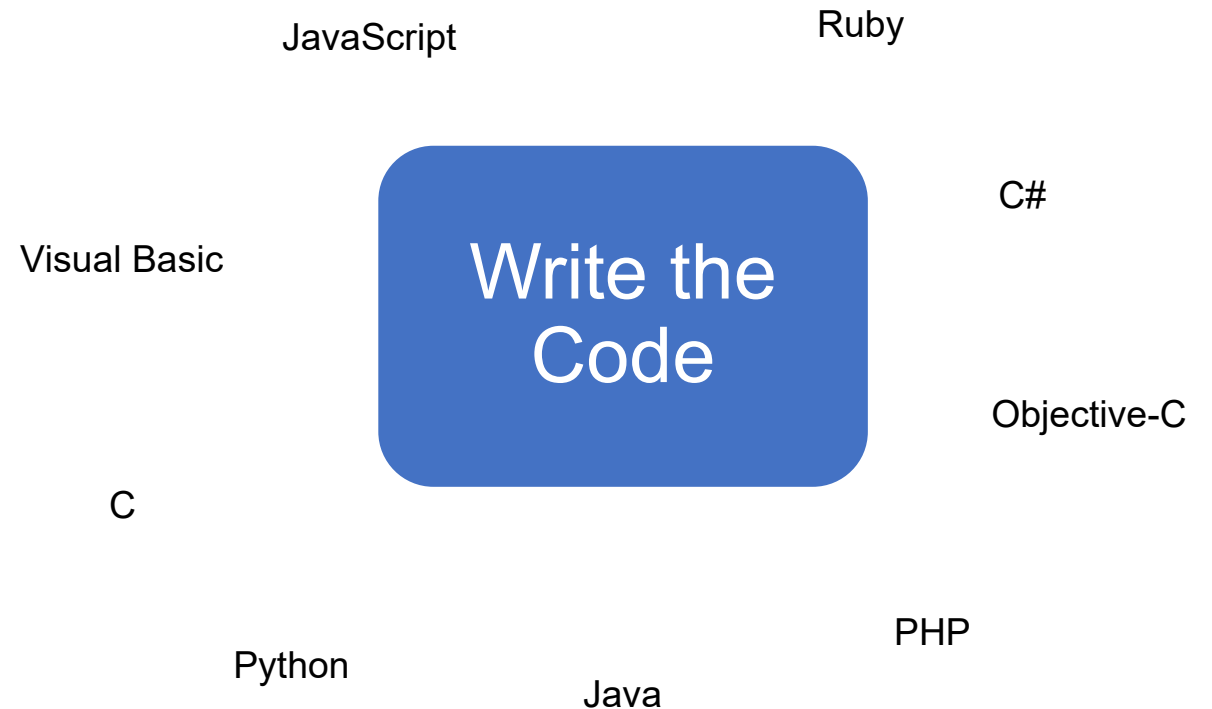 JavaScript
Ruby
C#
Visual Basic
Write the
Code
Objective-C
C
PHP
Python
Java